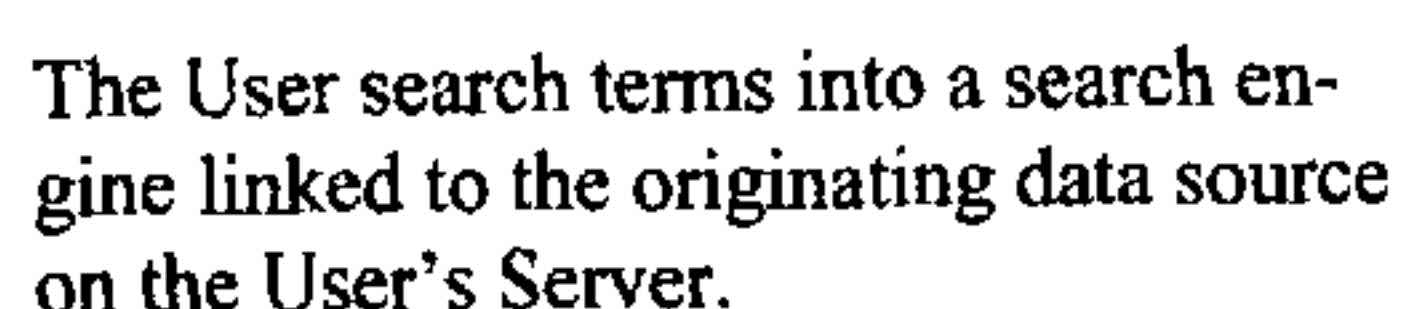 The User search terms into a search en-
gine linked to the originating data source
on the User's Server.